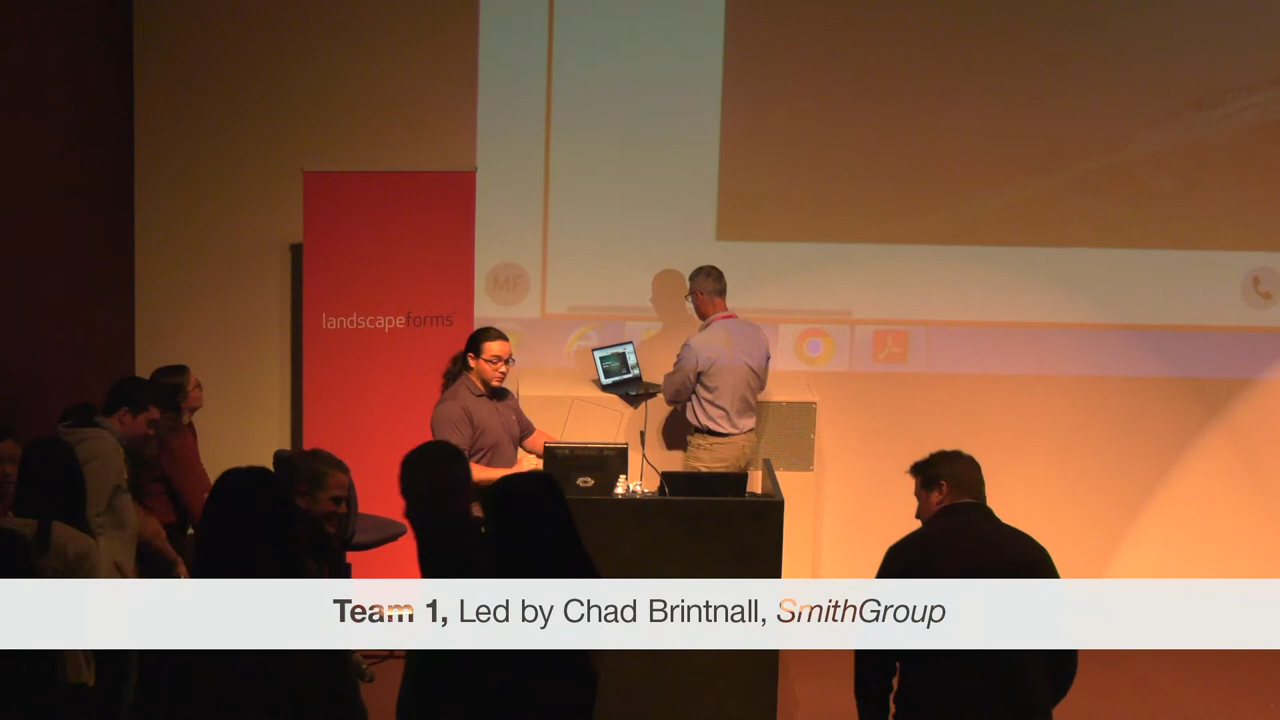 landscapeforms®
MF
Team 1, Led by Chad Brintnall, SmithGroup